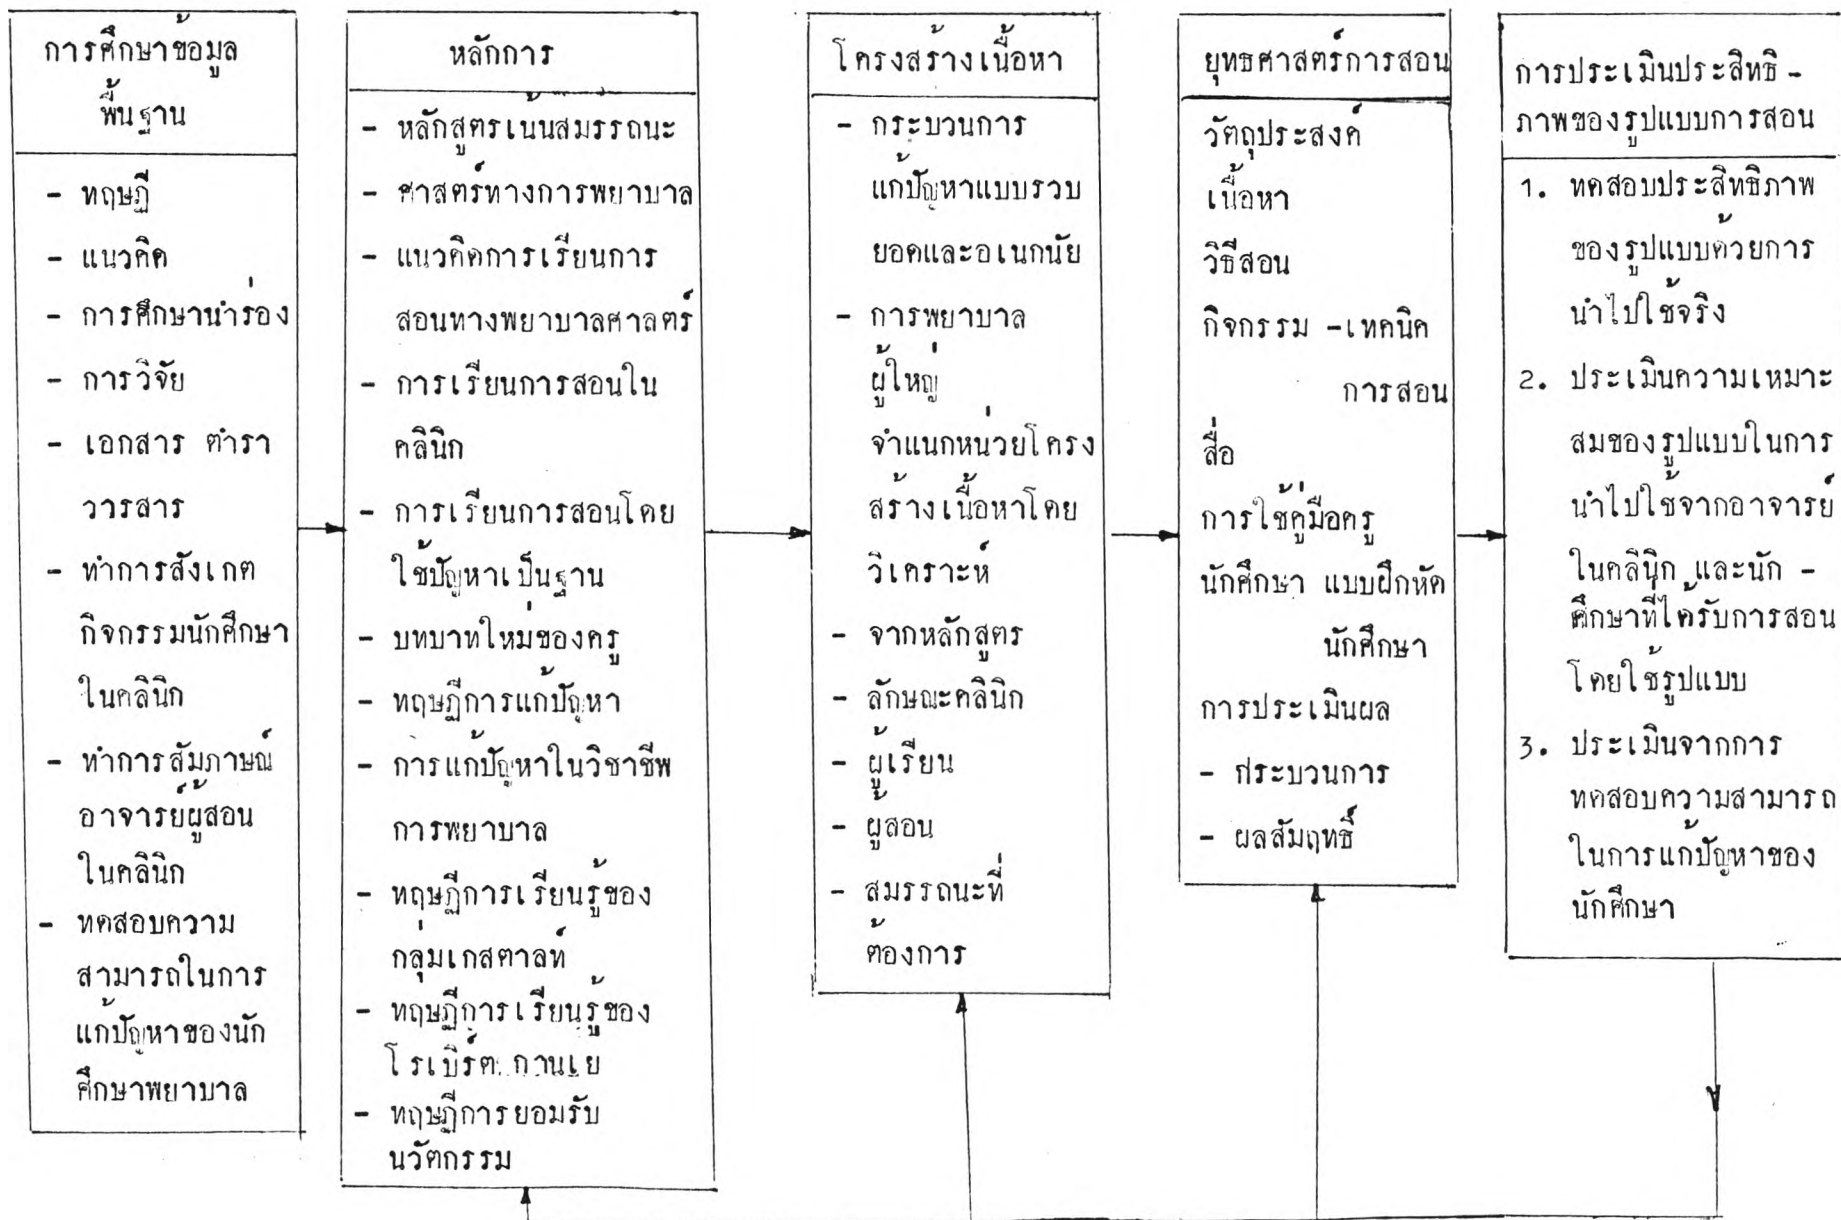 การศึกษาข้อมูล
พื้นฐาน
- ทฤษฎี
- แนวคิด
- การศึกษานำร่อง
- การวิจัย
- เอกสาร ตำรา
วารสาร
- ทำการสังเกต
กิจกรรมนักศึกษา
ในคลินิก
- ทำการสัมภาษณ์
อาจารย์ผู้สอน
ในคลินิก
- ทดสอบความ
สามารถในการ
แก้ปัญหาของนัก
ศึกษาพยาบาล
หลักการ
- หลักสูตรเน้นสมรรถนะ
- ศาสตร์ทางการพยาบาล
- แนวคิดการเรียนการ
สอนทางพยาบาลศาลตร์
- การเรียนการสอนใน
คลินิก
- การเรียนการสอนโดย
ใช้ปัญหาเป็นฐาน
- บทบาทใหม่ของครู
- ทฤษฎีการแก้ปัญหา
- การแก้ปัญหาในวิชาชีพ
การพยาบาล
- ทฤษฎีการเรียนรู้ของ
กลุ่มเกสตาลท์
- ทฤษฎีการเรียนรู้ของ
โรเบิร์ต กานเย
- ทฤษฎีการยอมรับ
นวัตกรรม
โครงสร้างเนื้อหา
- กระบวนการ
แก้ปัญหาแบบรวบ
ยอดและอเนกนัย
- การพยาบาล
ผู้ใหญ่
จำแนกหน่วยโครง
สร้างเนื้อหาโดย
วิเคราะห์
- จากหลักสูตร
- ลักษณะคลินิก
- ผู้เรียน
- ผู้สอน
- สมรรถนะที่
ต้องการ
ยุทธศาสตร์การสอน
วัตถุประสงค์
เนื้อหา
วิธีสอน
กิจกรรม -เทคนิค
การสอน
สื่อ
การใช้คู่มือครู
นักศึกษา แบบฝึกหัด
นักศึกษา
การประเมินผล
- กระบวนการ
- ผลสัมฤทธิ์
การประเมินประสิทธิ -
ภาพของรูปแบบการสอน
1. ทดสอบประสิทธิภาพ
ของรูปแบบด้วยการ
นำไปใช้จริง
2. ประเมินความเหมาะ
สมของรูปแบบในการ
นำไปใช้จากอาจารย์
ในคลินิก และนัก -
ศึกษาที่ได้รับการสอน
โดยใช้รูปแบบ
3. ประเมินจากการ
ทดสอบความสามารถ
ในการแก้ปัญหาของ
นักศึกษา